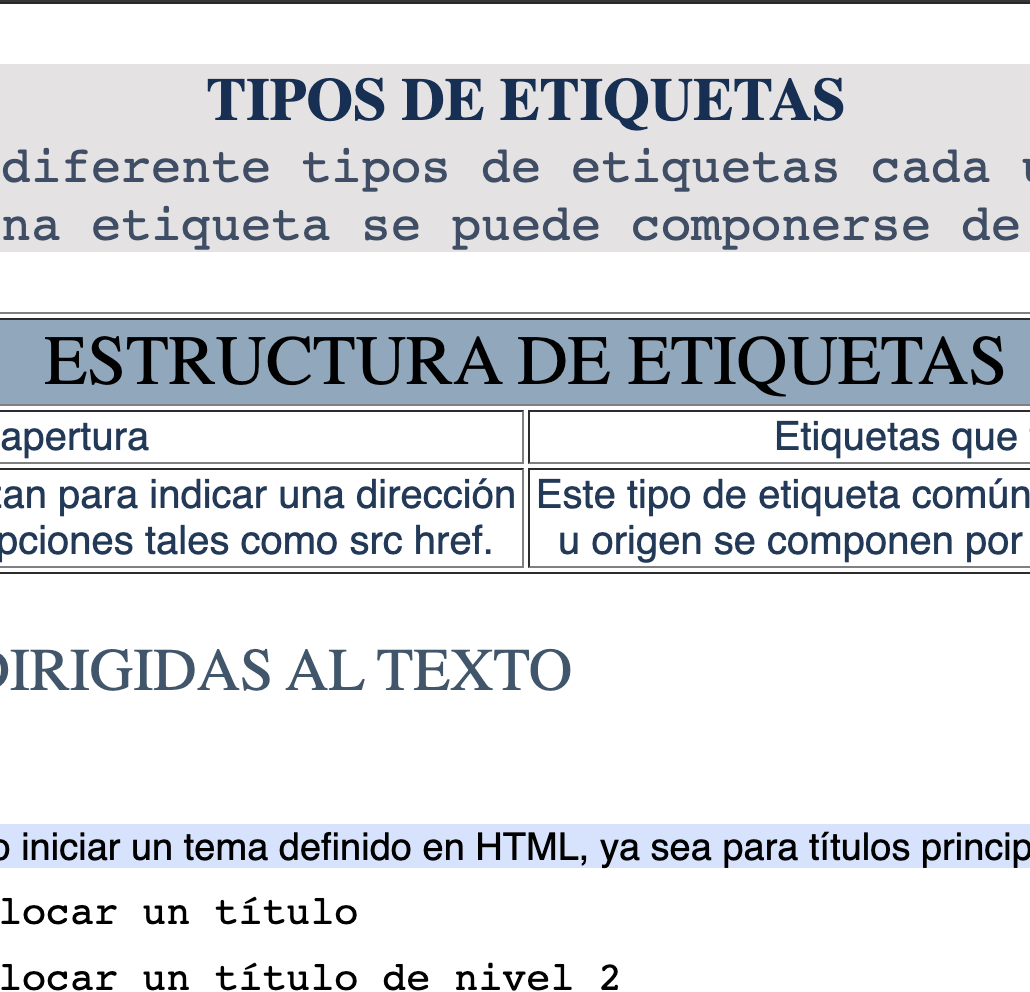 TIPOS DE ETIQUETAS
diferente tipos de etiquetas cada
na etiqueta se puede componerse de
ESTRUCTURA DE ETIQUETAS
apertura
Etiquetas que
zan para indicar una dirección
pciones tales como src href.
Este tipo de etiqueta común
u origen se componen por
DIRIGIDAS AL TEXTO
o iniciar un tema definido en HTML, ya sea para títulos princip
locar un título
locar un título de nivel 2